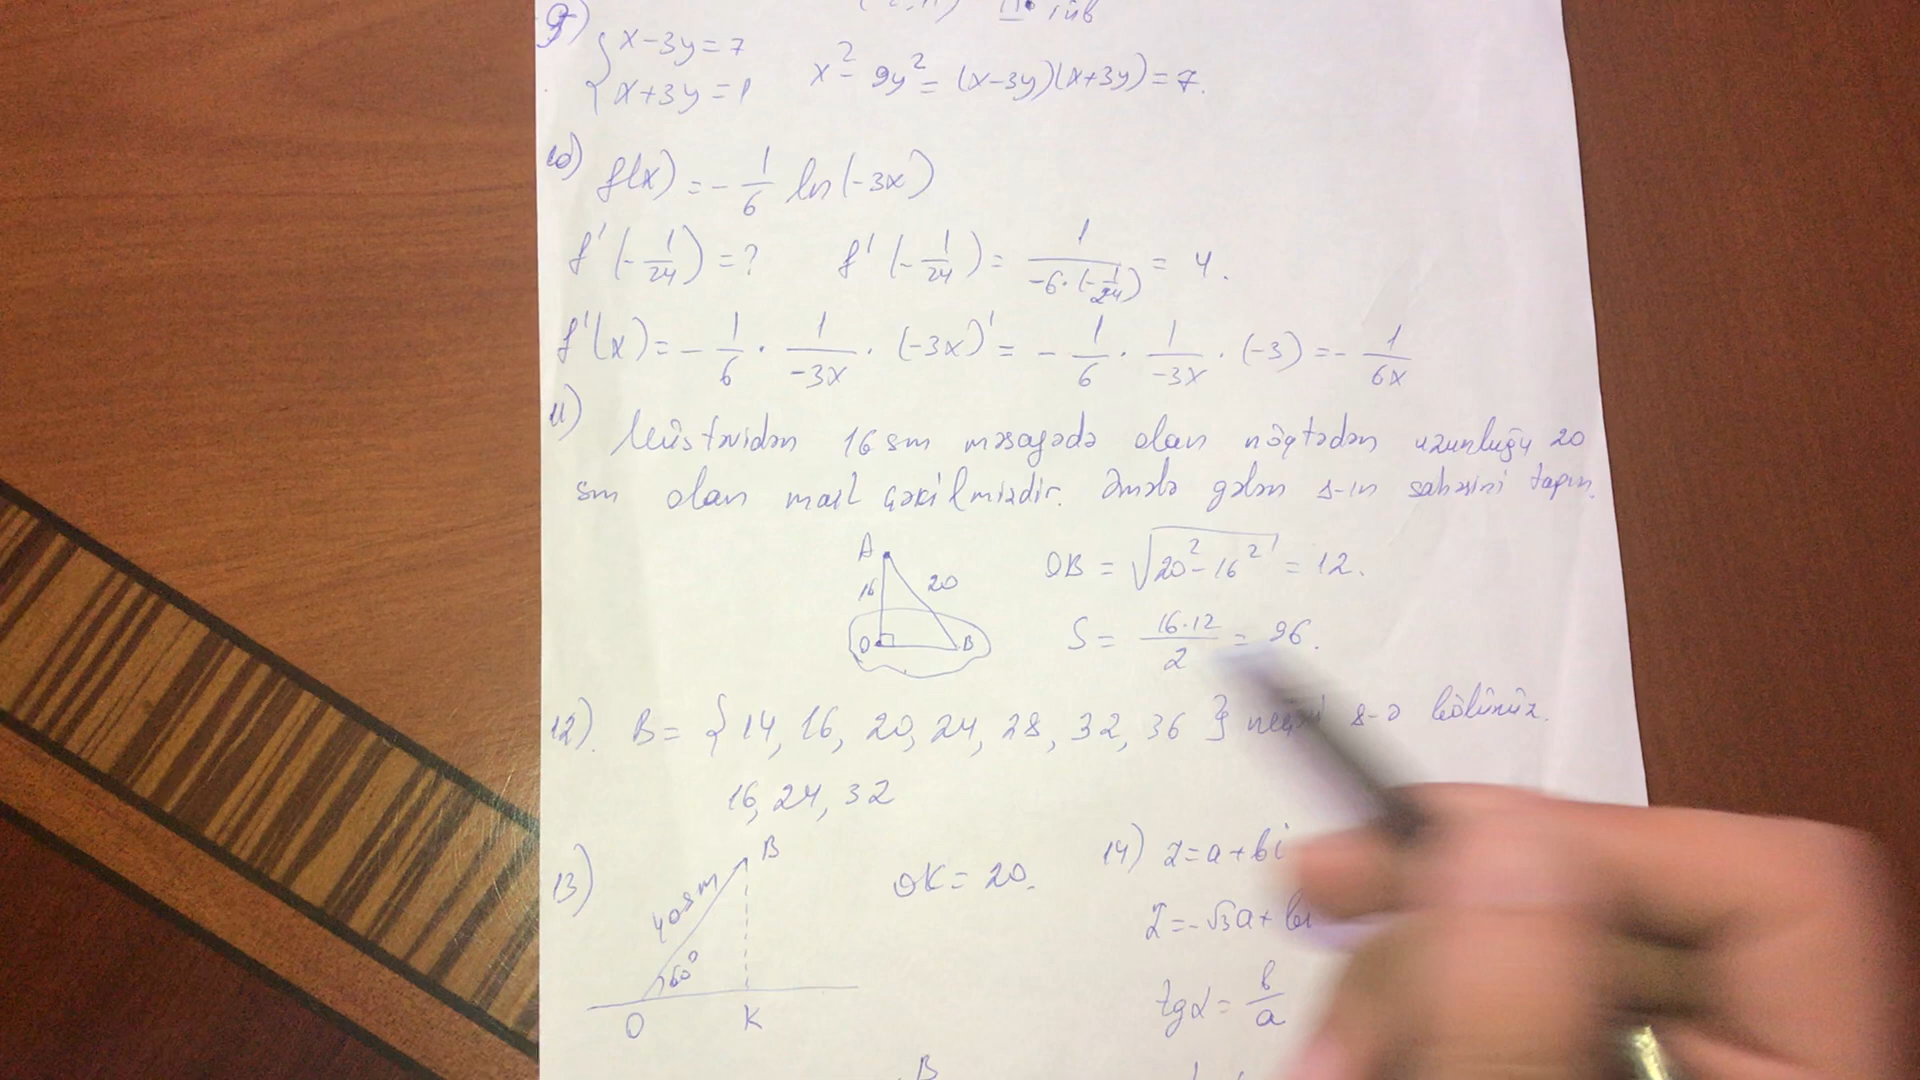 9) { x-3y=7
x+3y=1 x²-9y²=(x-3y)(x+3y)=7.
10) f(x)=-1/6 ln(-3x)
f'(-1/24)=? f'(-1/24)=1/(-6·(-1/24))=4.
f'(x)=-1/6·1/(-3x)·(-3x)'=-1/6·1/(-3x)·(-3)=-1/(6x)
11) Müstəvidən 16 sm məsafədə olan nöqtədən uzunluğu 20
sm olan mail çəkilmişdir. Əmələ gələn s-ın sahəsini tapın.
A
16 20
O B
OB=√(20²-16²)=12.
S=(16·12)/2=96.
12). B={14, 16, 20, 24, 28, 32, 36} 8-ə bölünür.
16, 24, 32
13) B
40 sm
60°
O K
OK=20.
14) z=a+bi
z=-√3a+bi
tgα=b/a
B